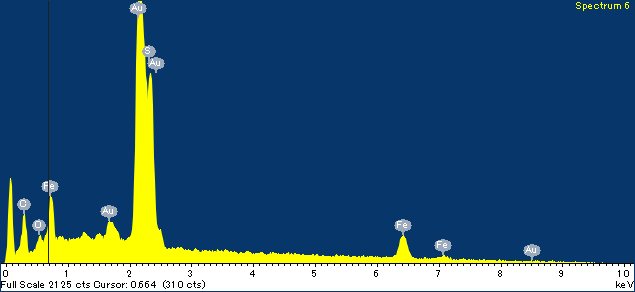 Spectrum 6
Au
S
Au
Fe
C
O
Au
Fe
Fe
Au
0 1 2 3 4 5 6 7 8 9 10
Full Scale 2125 cts Cursor: 0.664 (310 cts) keV